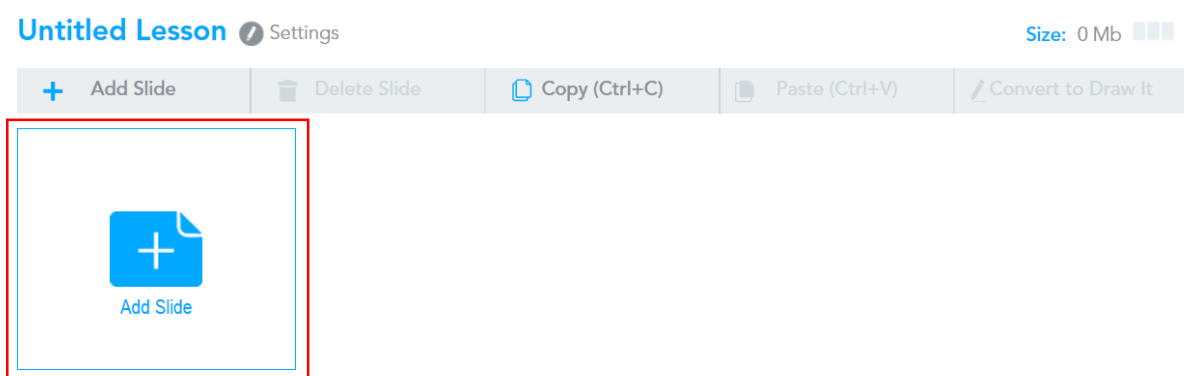 Untitled Lesson Settings Size: 0 Mb
Add Slide Delete Slide Copy (Ctrl+C) Paste (Ctrl+V) Convert to Draw It
Add Slide